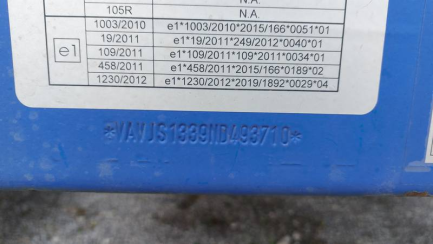 N.A.
105R N.A.
1003/2010 e1*1003/2010*2015/166*0051*01
19/2011 e1*19/2011*249/2012*0040*01
e1 109/2011 e1*109/2011*109*2011*0034*01
458/2011 e1*458/2011*2015/166*0189*02
1230/2012 e1*1230/2012*2019/1892*0029*04
*VAVJS1339ND493710*